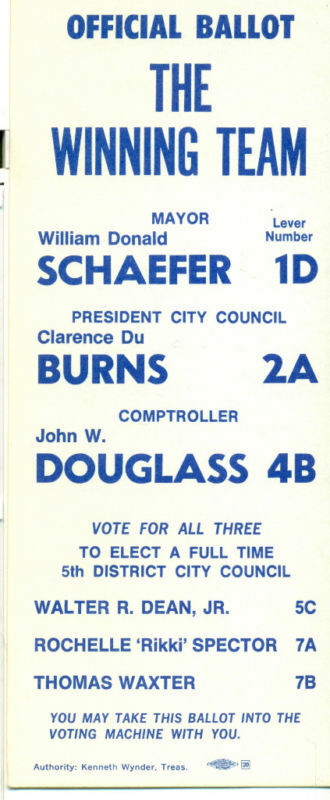 OFFICIAL BALLOT
THE
WINNING TEAM
MAYOR
Lever
Number
William Donald
SCHAEFER 1D
PRESIDENT CITY COUNCIL
Clarence Du
BURNS 2A
COMPTROLLER
John W.
DOUGLASS 4B
VOTE FOR ALL THREE
TO ELECT A FULL TIME
5th DISTRICT CITY COUNCIL
WALTER R. DEAN, JR. 5C
ROCHELLE 'Rikki' SPECTOR 7A
THOMAS WAXTER 7B
YOU MAY TAKE THIS BALLOT INTO THE
VOTING MACHINE WITH YOU.
Authority: Kenneth Wynder, Treas.